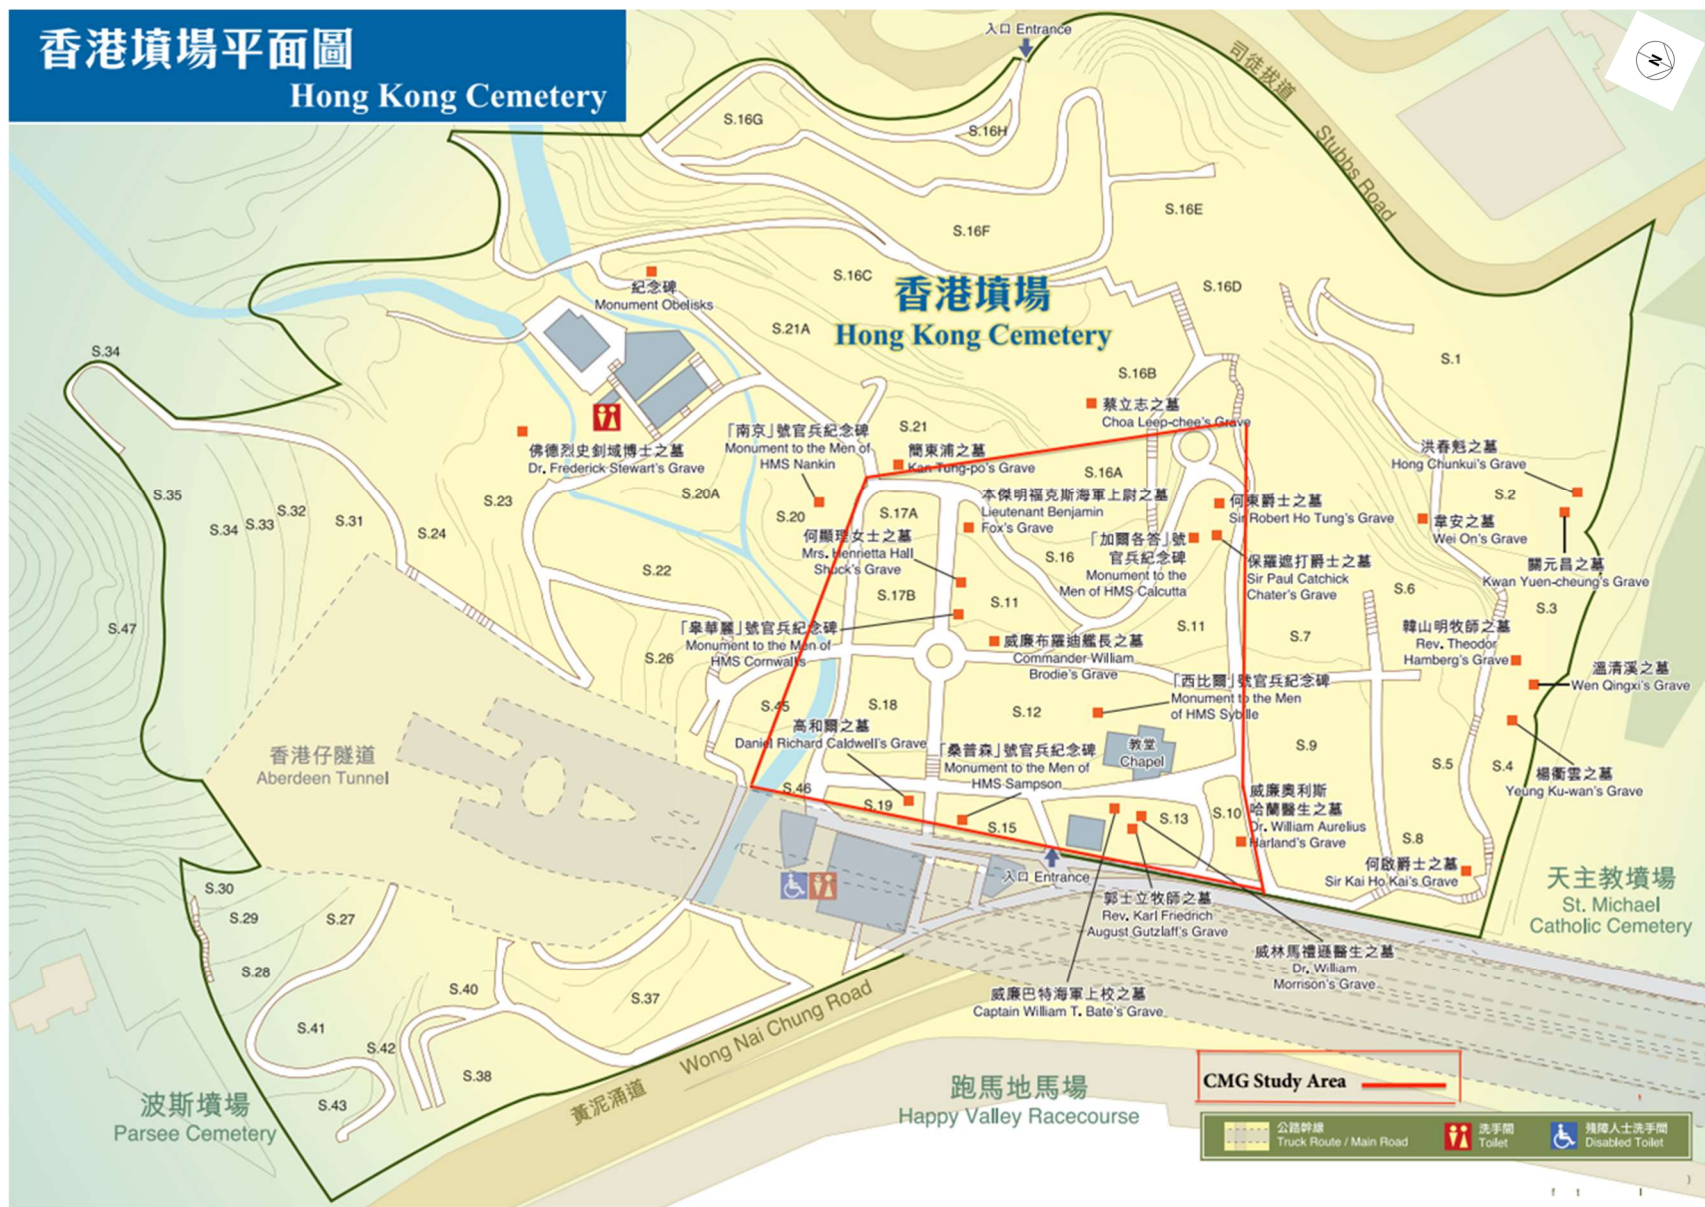 香港墳場平面圖
Hong Kong Cemetery
入口 Entrance
司徒拔道
Stubbs Road
N
S.16G
S.16H
S.16E
S.16F
S.16C
S.16D
紀念碑
Monument Obelisks
香港墳場
Hong Kong Cemetery
S.21A
S.34
S.1
S.16B
蔡立志之墓
Choa Leep-chee's Grave
S.21
「南京」號官兵紀念碑
Monument to the Men of
HMS Nankin
簡東浦之墓
Kan Tung-po's Grave
S.16A
佛德烈史釗域博士之墓
Dr. Frederick Stewart's Grave
洪春魁之墓
Hong Chunkui's Grave
S.35
S.34
S.33
S.32
S.31
S.24
S.23
S.20A
S.20
S.17A
本傑明福克斯海軍上尉之墓
Lieutenant Benjamin
Fox's Grave
何東爵士之墓
Sir Robert Ho Tung's Grave
S.2
韋安之墓
Wei On's Grave
何顯理女士之墓
Mrs. Henrietta Hall
Shuck's Grave
S.16
「加爾各答」號
官兵紀念碑
Monument to the
Men of HMS Calcutta
保羅遮打爵士之墓
Sir Paul Catchick
Chater's Grave
關元昌之墓
Kwan Yuen-cheung's Grave
S.22
S.17B
S.11
S.11
S.6
S.3
S.47
「皋華麗」號官兵紀念碑
Monument to the Men of
HMS Cornwallis
威廉布羅迪艦長之墓
Commander William
Brodie's Grave
S.7
韓山明牧師之墓
Rev. Theodor
Hamberg's Grave
S.26
溫清溪之墓
Wen Qingxi's Grave
「西比爾」號官兵紀念碑
Monument to the Men
of HMS Sybille
S.45
S.18
S.12
高和爾之墓
Daniel Richard Caldwell's Grave
「桑普森」號官兵紀念碑
Monument to the Men of
HMS Sampson
教堂
Chapel
S.9
S.5
S.4
楊衢雲之墓
Yeung Ku-wan's Grave
香港仔隧道
Aberdeen Tunnel
S.46
S.19
S.15
S.13
S.10
威廉奧利斯
哈蘭醫生之墓
Dr. William Aurelius
Harland's Grave
S.8
何啟爵士之墓
Sir Kai Ho Kai's Grave
入口 Entrance
天主教墳場
St. Michael
Catholic Cemetery
S.30
S.29
S.27
S.28
郭士立牧師之墓
Rev. Karl Friedrich
August Gutzlaff's Grave
威林馬禮遜醫生之墓
Dr. William
Morrison's Grave
威廉巴特海軍上校之墓
Captain William T. Bate's Grave
S.40
S.37
S.41
S.42
S.38
S.43
黃泥涌道
Wong Nai Chung Road
波斯墳場
Parsee Cemetery
跑馬地馬場
Happy Valley Racecourse
CMG Study Area
公路幹線
Truck Route / Main Road
洗手間
Toilet
殘障人士洗手間
Disabled Toilet